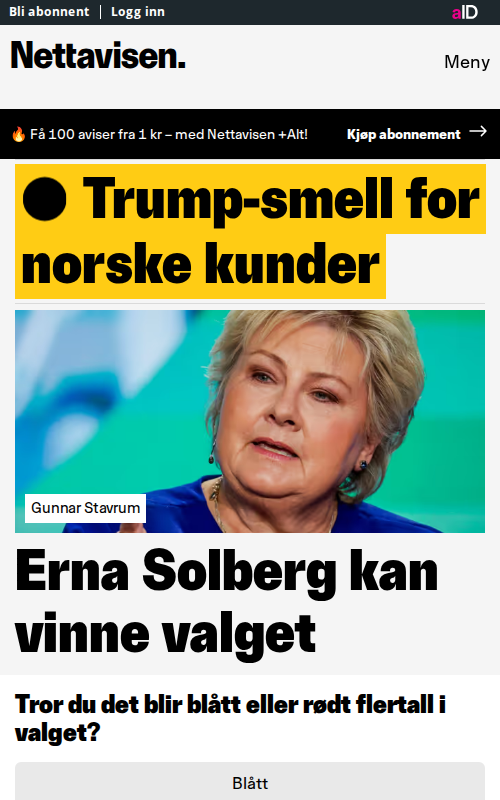 Bli abonnent
Logg inn
aID
Nettavisen.
Meny
🔥 Få 100 aviser fra 1 kr – med Nettavisen +Alt!
Kjøp abonnement →
Trump-smell for
norske kunder
Gunnar Stavrum
Erna Solberg kan
vinne valget
Tror du det blir blått eller rødt flertall i
valget?
Blått